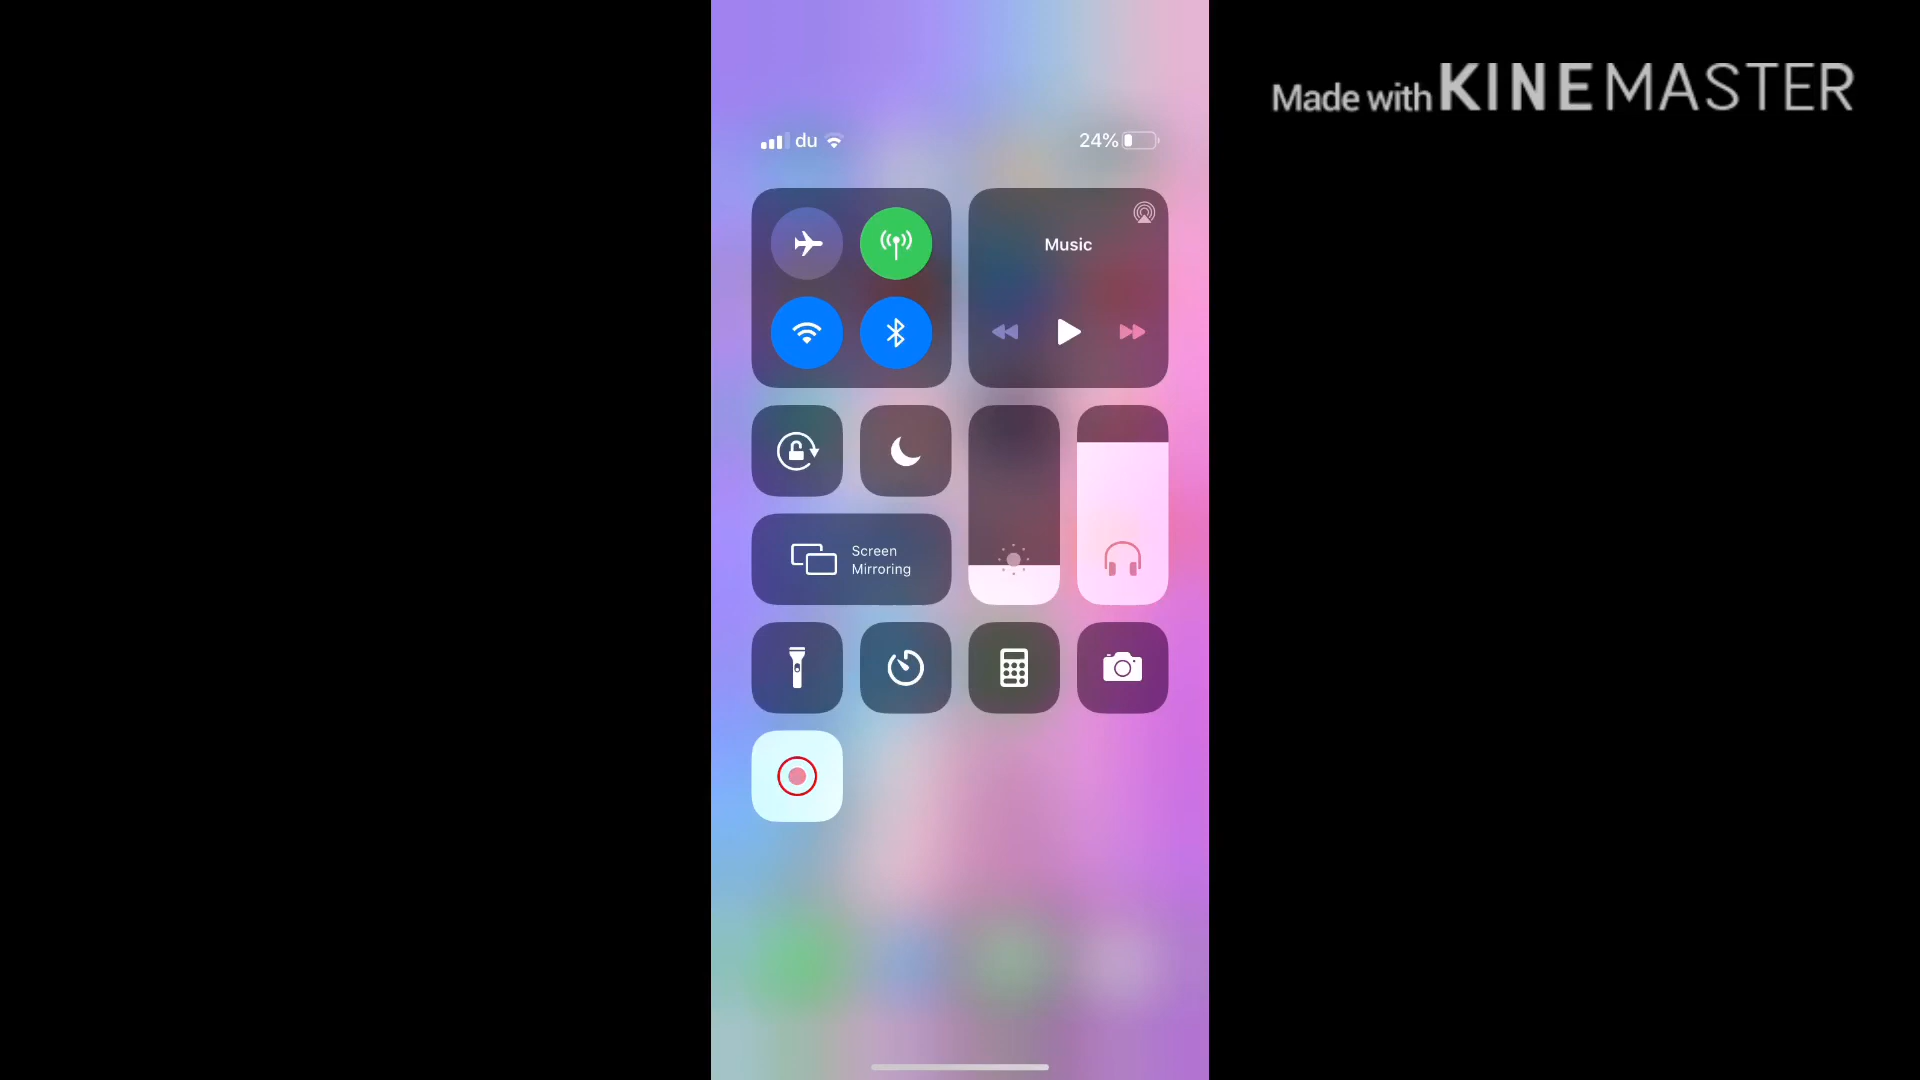 Made with KINEMASTER
du 24%
Music
Screen
Mirroring